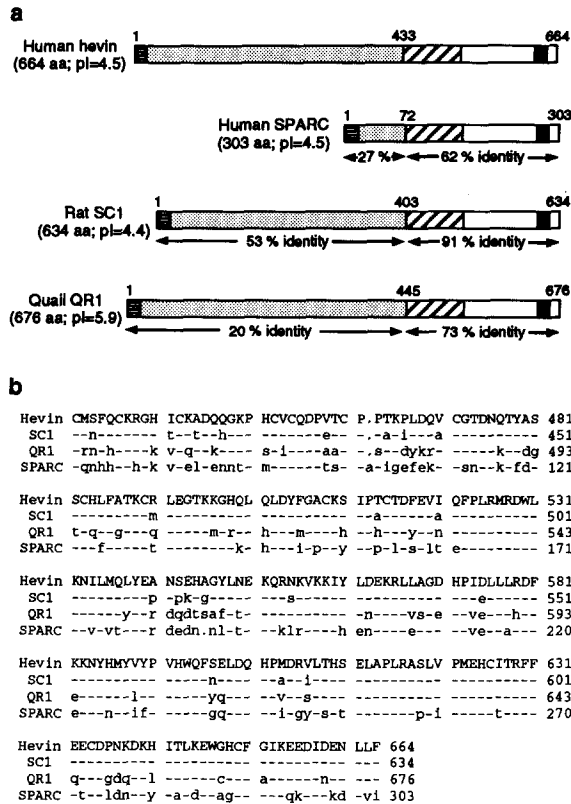 a
1 433 664
Human hevin
(664 aa; pI=4.5)
1 72 303
Human SPARC
(303 aa; pI=4.5)
27 % 62 % identity
1 403 634
Rat SC1
(634 aa; pI=4.4)
53 % identity 91 % identity
1 445 676
Quail QR1
(676 aa; pI=5.9)
20 % identity 73 % identity
b
Hevin CMSFQCKRGH ICKADQQGKP HCVCQDPVTC P.PTKPLDQV CGTDNQTYAS 481
SC1 --n------- t--t--h--- -----e---- -.-a-i---a ---------- 451
QR1 -rn-h----k v-q--k---- -s-i---aa- -.s--dykr- -----k--dg 493
SPARC -qnhh--h-k v-el-ennt- m------ts- -a-igefek- -sn--k-fd- 121
Hevin SCHLFATKCR LEGTKKGHQL QLDYFGACKS IPTCTDFEVI QFPLRMRDWL 531
SC1 ---------m ---------- ---------- ----a----a ---------- 501
QR1 t-q--g---q ----m-r-- -h---m---- h---h--y--n ---------- 543
SPARC ---f-----t -------k- h---i-p--y --p-l-s-lt e--------- 171
Hevin KNILMQLYEA NSEHAGYLNE KQRNKVKKIY LDEKRLLAGD HPIDLLLRDF 581
SC1 ---------p -pk-g----- ----s----- ---------- ---e------ 551
QR1 ------y--r dqdtsaf-t- ---------- --n----vs-e --ve------ 593
SPARC --v-vt---r dedn.nl-t- ---klr---h en-----e-- ---ve--a-- 220
Hevin KKNYHMYVYP VHWQFSELDQ HPMDRVLTHS ELAPLRASLV PMEHCITRFF 631
SC1 ---------- -----n---- ---a--i--- ---------- ---------- 601
QR1 e-----l--- -----yq--- ---v--s--- ---------- ---------- 643
SPARC e---n--if- -----gq--- ---i-gy-s-t -------p-i -----t---- 270
Hevin EECDPNKDKH ITLKEWGHCF GIKEEDIDEN LLF 664
SC1 ---------- ---------- ---------- --- 634
QR1 q---gdq--l -------c- --a-----n- --- 676
SPARC --t-ldn--y -a-d--ag-- ---qk--kd -vi 303